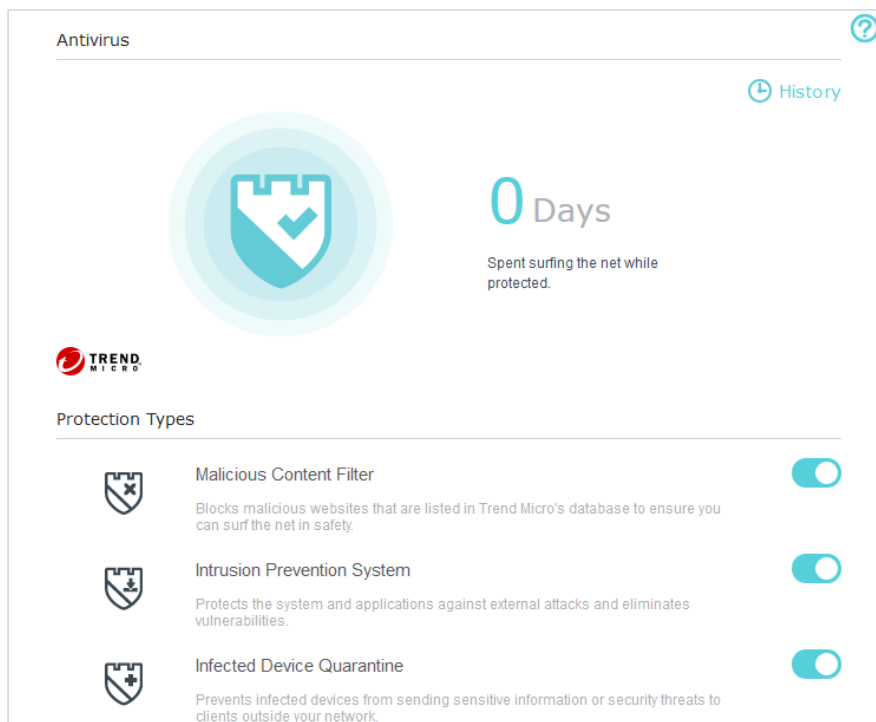 Antivirus
History
0 Days
Spent surfing the net while
protected.
TREND
MICRO
Protection Types
Malicious Content Filter
Blocks malicious websites that are listed in Trend Micro's database to ensure you
can surf the net in safety.
Intrusion Prevention System
Protects the system and applications against external attacks and eliminates
vulnerabilities.
Infected Device Quarantine
Prevents infected devices from sending sensitive information or security threats to
clients outside your network.